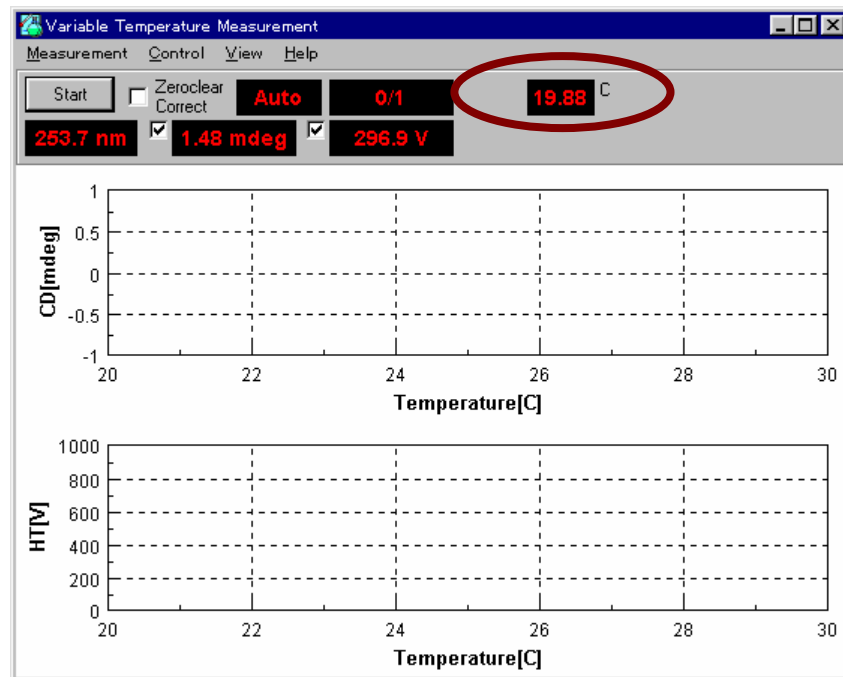 Variable Temperature Measurement
Measurement Control View Help
Start Zeroclear Correct Auto 0/1 19.88 C
253.7 nm 1.48 mdeg 296.9 V
1
0.5
0
-0.5
-1
CD[mdeg]
20 22 24 26 28 30
Temperature[C]
1000
800
600
400
200
0
HT[V]
20 22 24 26 28 30
Temperature[C]